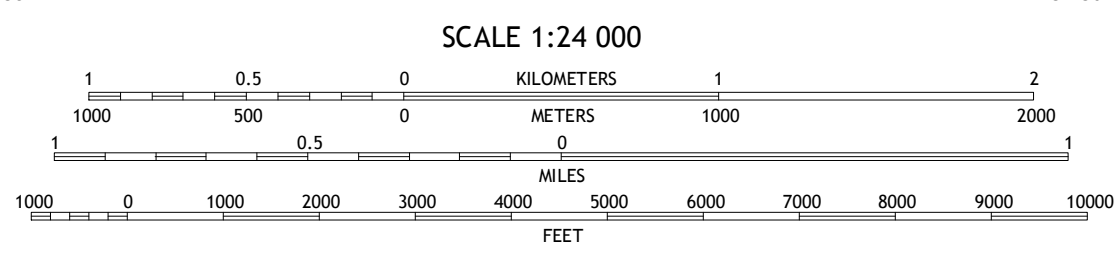 SCALE 1:24 000
1 0.5 0 KILOMETERS 1 2
1000 500 0 METERS 1000 2000
1 0.5 0 1
MILES
1000 0 1000 2000 3000 4000 5000 6000 7000 8000 9000 10000
FEET